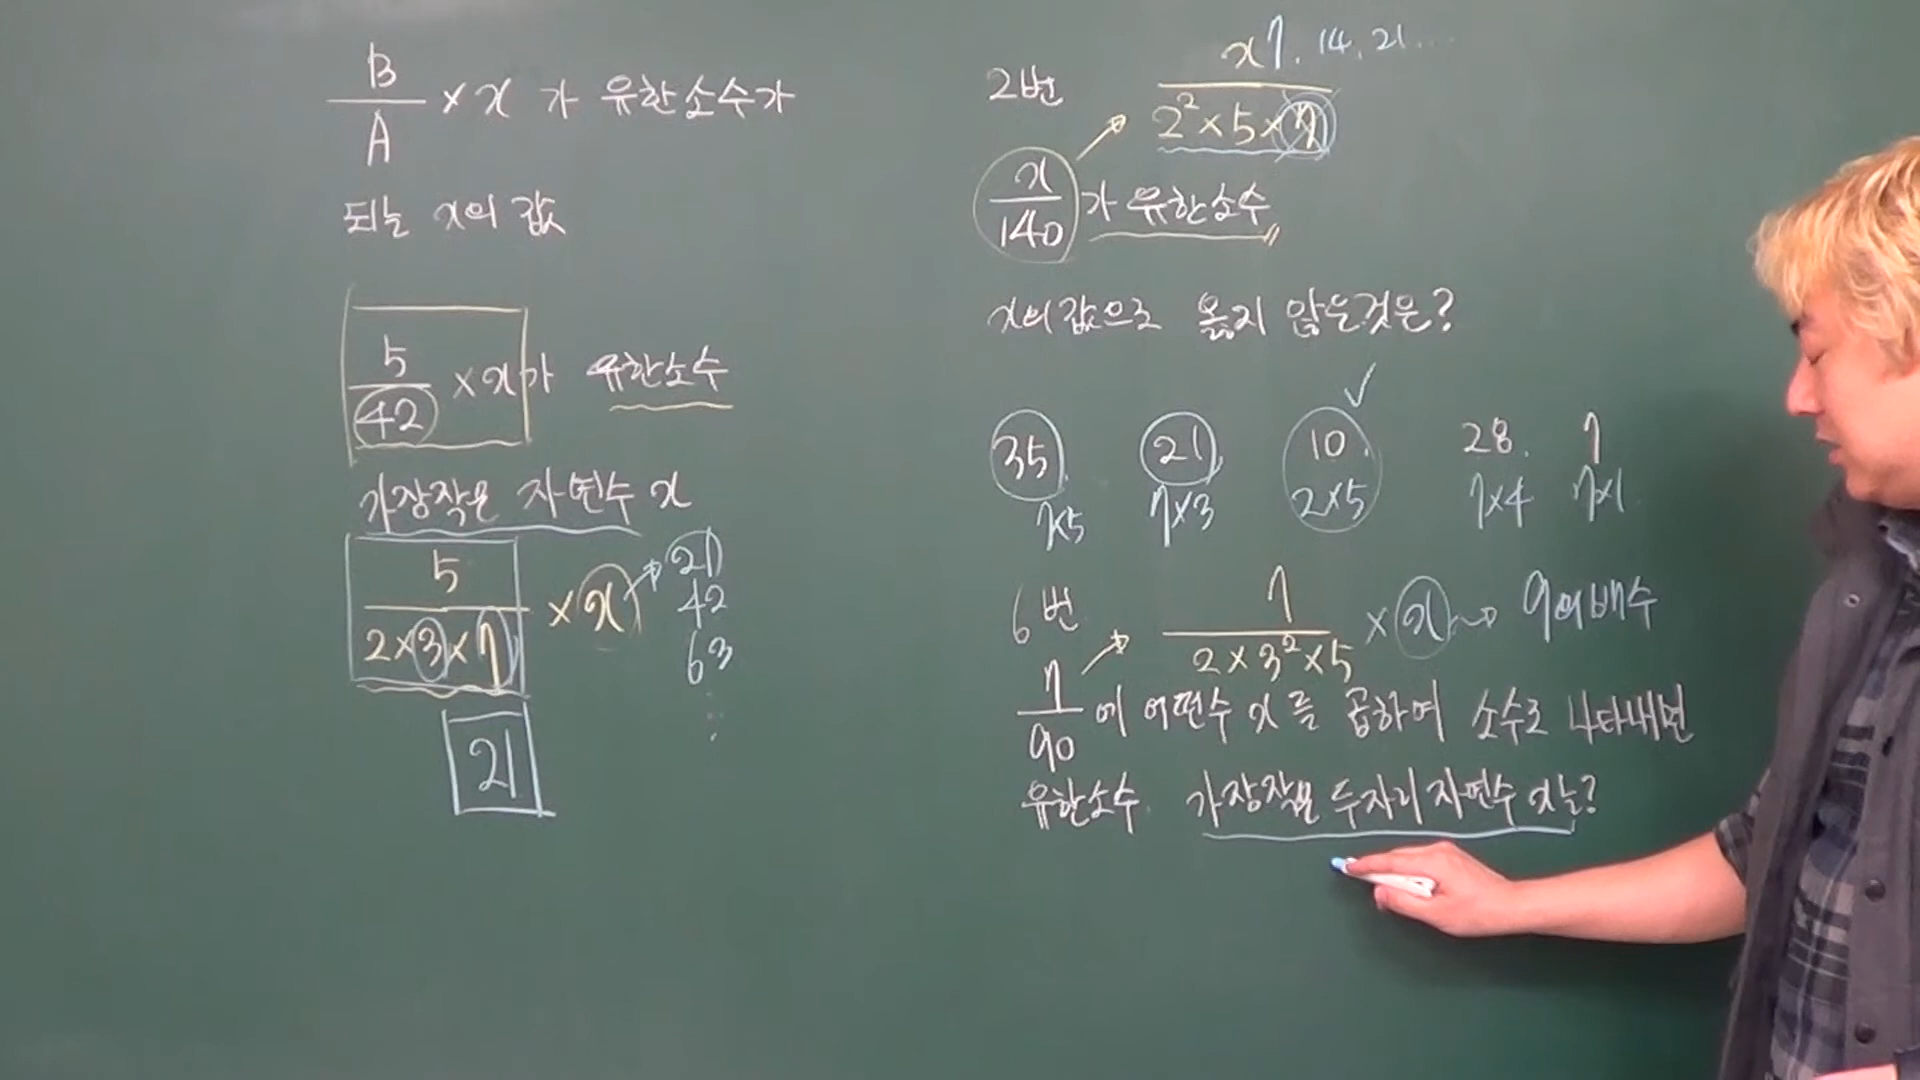 B/A × x 가 유한소수가
되는 x의 값
5/42 × x가 유한소수
가장작은 자연수 x
5/(2×3×7) × x → 21
42
63
⋮
21
2번 x 7, 14, 21...
2²×5×7
x/140 가 유한소수
x의 값으로 옳지 않은것은?
✓
35, 21, 10, 28, 7
7×5 7×3 2×5 7×4 7×1
6번 7/(2×3²×5) × x → 9의배수
7/90 에 어떤수 x를 곱하여 소수로 나타내면
유한소수. 가장작은 두자리 자연수 x는?